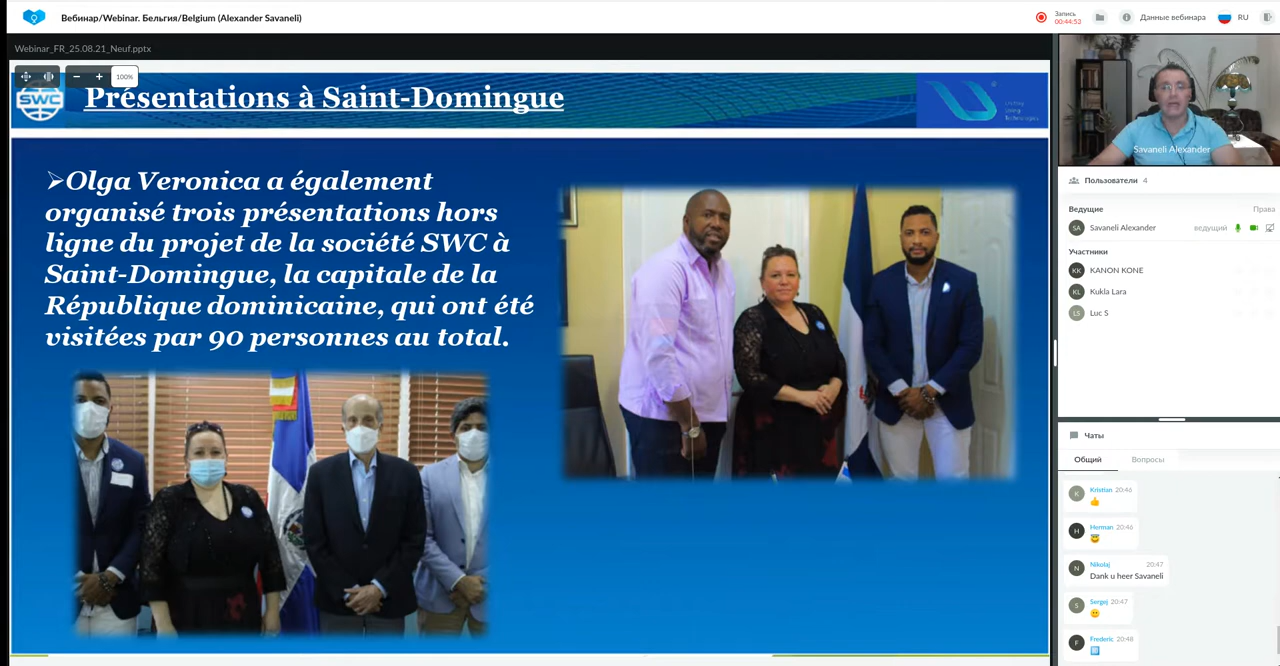 Вебинар/Webinar. Бельгия/Belgium (Alexander Savaneli)
Запись
00:44:53
Данные вебинара
RU
Webinar_FR_25.08.21_Neuf.pptx
100%
SWC
Présentations à Saint-Domingue
➢Olga Veronica a également
organisé trois présentations hors
ligne du projet de la société SWC à
Saint-Domingue, la capitale de la
République dominicaine, qui ont été
visitées par 90 personnes au total.
Savaneli Alexander
Пользователи 4
Ведущие Права
SA Savaneli Alexander ведущий
Участники
KK KANON KONE
KL Kukla Lara
LS Luc S
Чаты
Общий Вопросы
K Kristian 20:46
👍
H Herman 20:46
😇
N Nikolaj 20:47
Dank u heer Savaneli
S Sergej 20:47
🙂
F Frederic 20:48